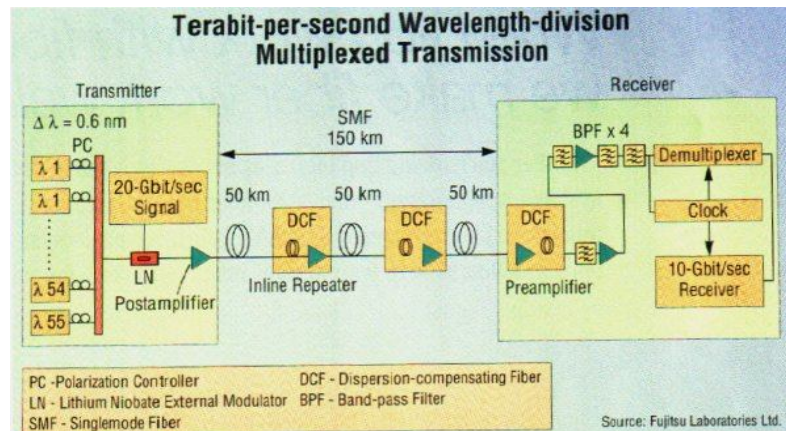 Terabit-per-second Wavelength-division
Multiplexed Transmission
Transmitter
Receiver
Δ λ = 0.6 nm
PC
SMF
150 km
BPF x 4
λ 1
λ 1
λ 54
λ 55
20-Gbit/sec
Signal
LN
Postamplifier
50 km
50 km
50 km
DCF
DCF
DCF
Inline Repeater
Preamplifier
Demultiplexer
Clock
10-Gbit/sec
Receiver
PC -Polarization Controller
DCF - Dispersion-compensating Fiber
LN - Lithium Niobate External Modulator
BPF - Band-pass Filter
SMF - Singlemode Fiber
Source: Fujitsu Laboratories Ltd.